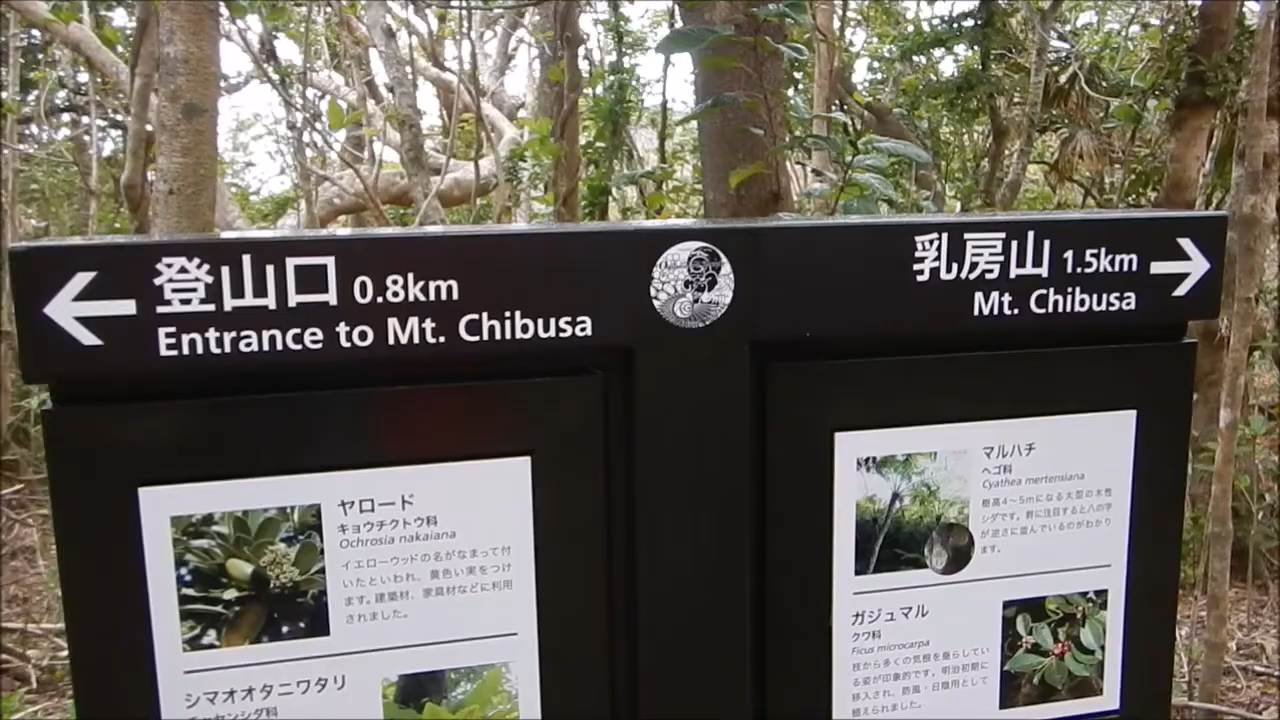 登山口 0.8km
Entrance to Mt. Chibusa
乳房山 1.5km
Mt. Chibusa
ヤロード
キョウチクトウ科
Ochrosia nakaiana
イエローウッドの名がなまって付
いたといわれ、黄色い実をつけ
ます。建築材、家具材などに利用
されました。
シマオオタニワタリ
チャセンシダ科
マルハチ
ヘゴ科
Cyathea mertensiana
樹高4〜5mになる大型の木性
シダです。幹に注目すると八の字
が逆さに並んでいるのがわかり
ます。
ガジュマル
クワ科
Ficus microcarpa
枝から多くの気根を垂らしてい
る姿が印象的です。明治初期に
移入され、防風・日陰用として
植えられました。